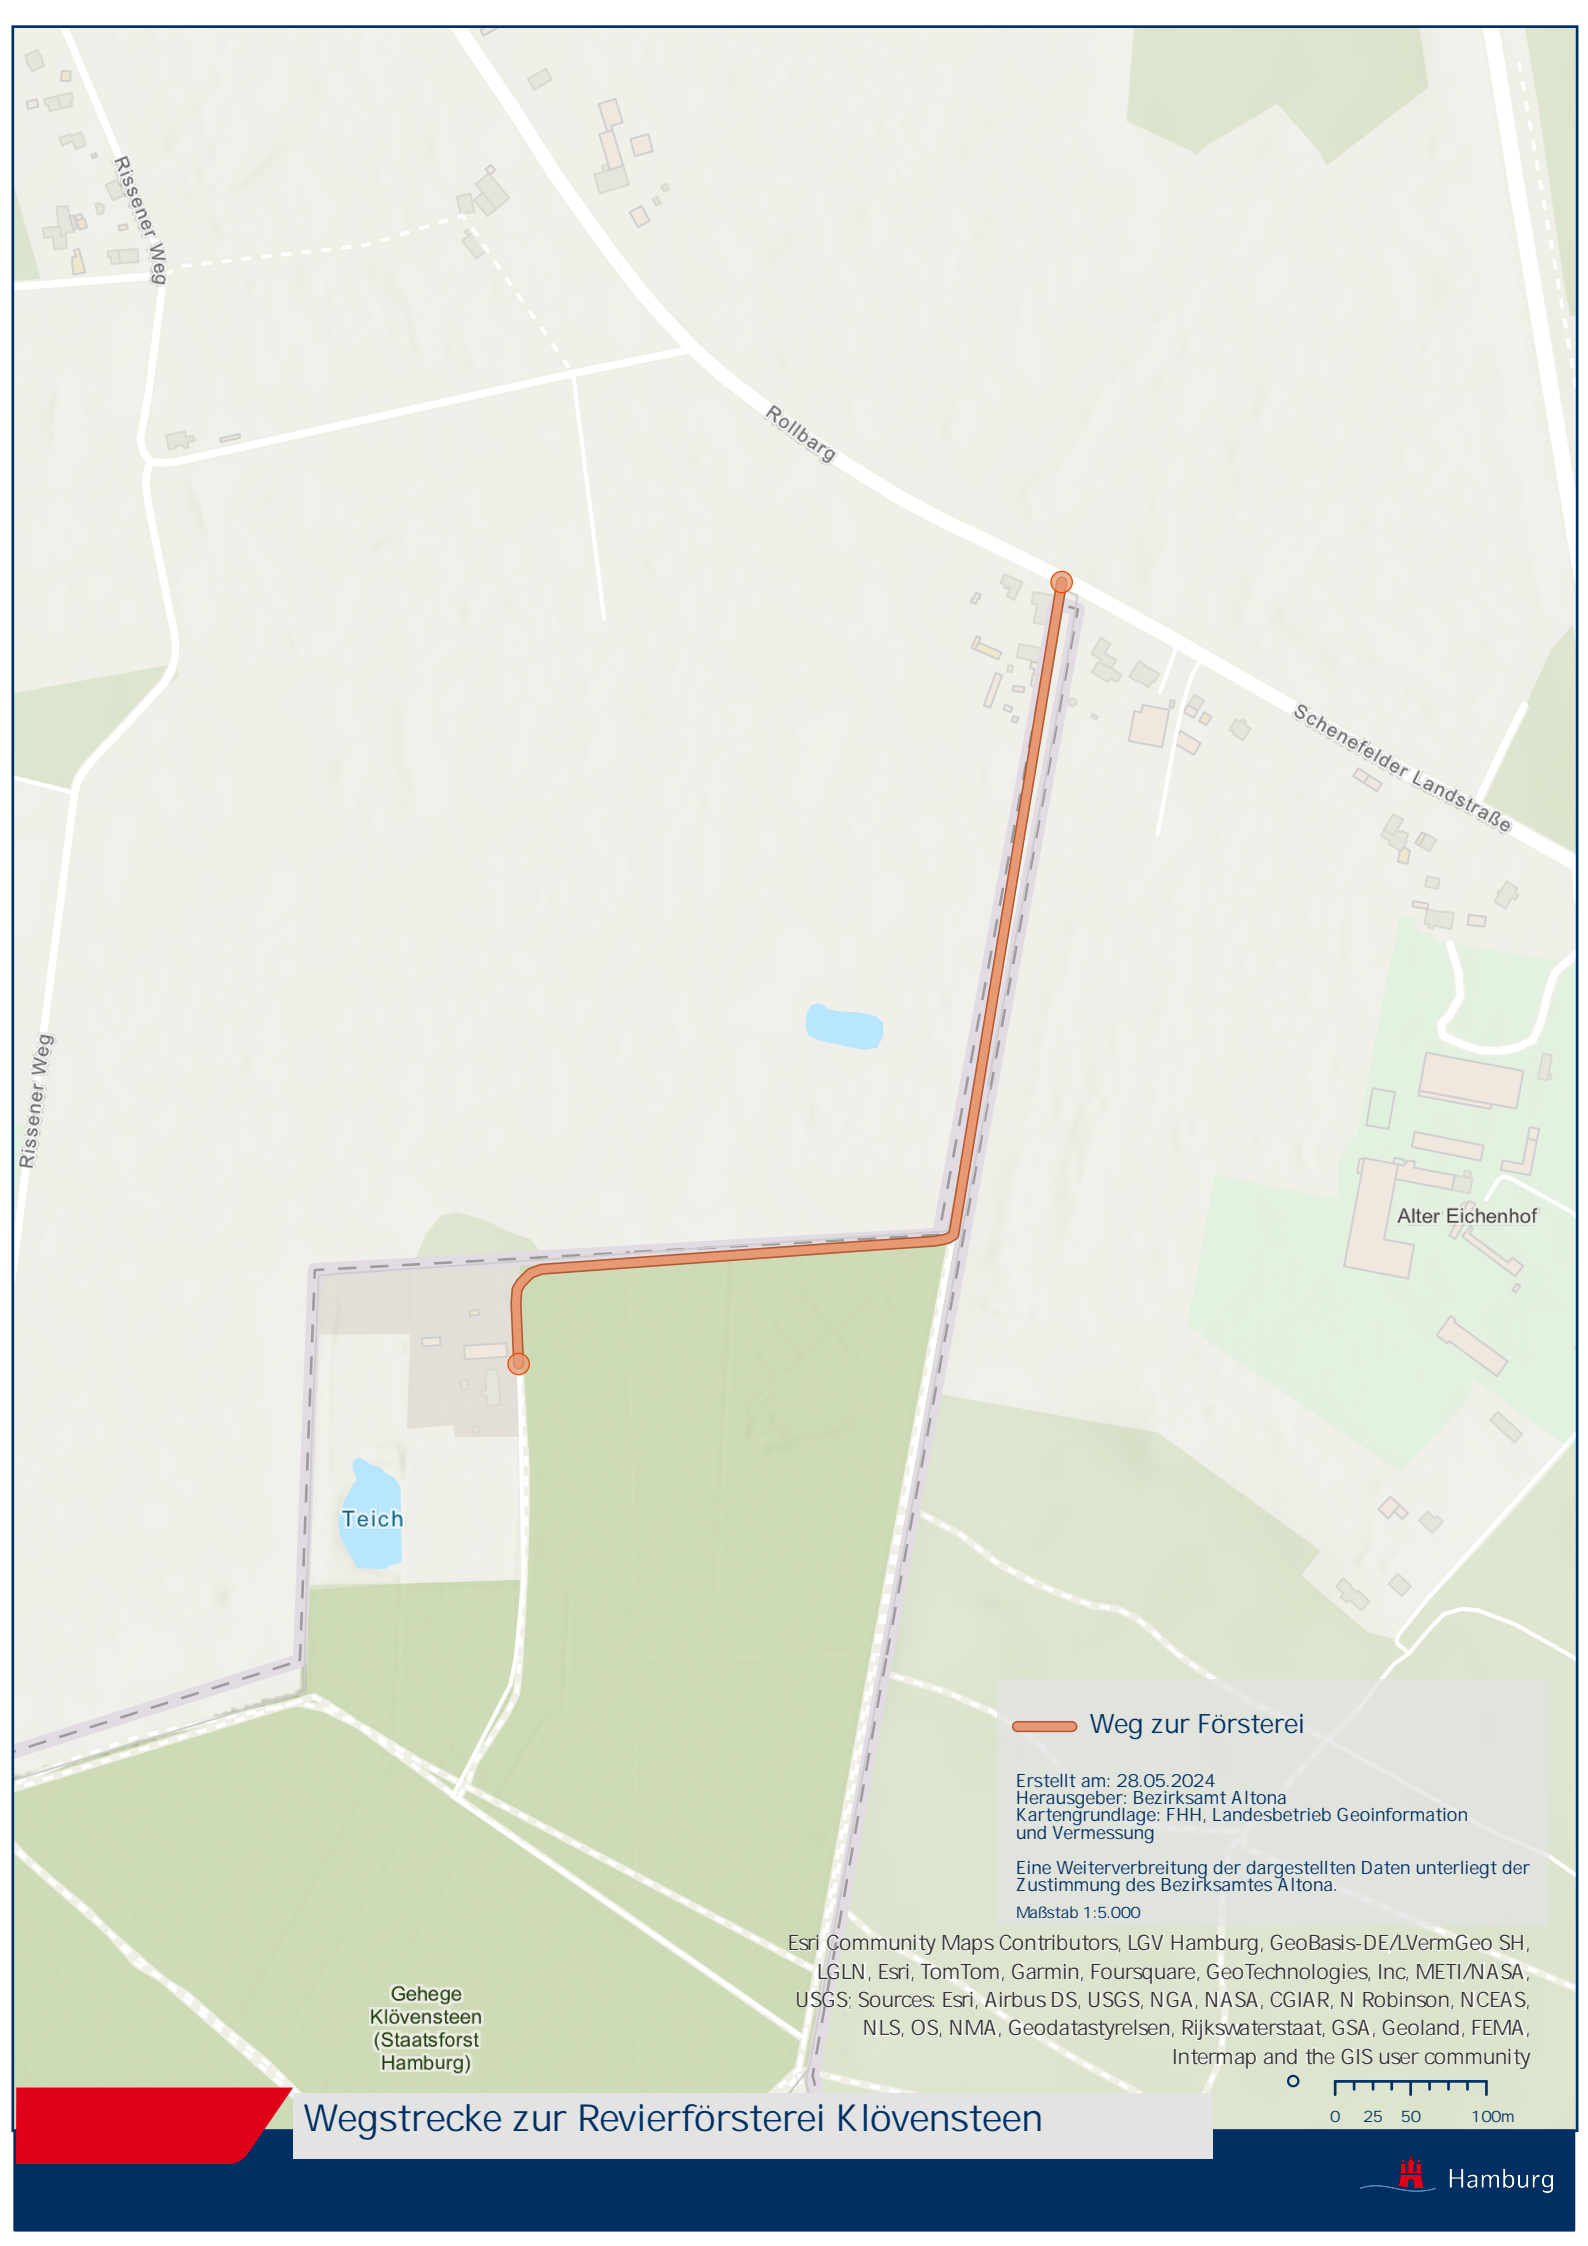 Rissener Weg
Rollbarg
Schenefelder Landstraße
Rissener Weg
Alter Eichenhof
Teich
Weg zur Försterei
Erstellt am: 28.05.2024
Herausgeber: Bezirksamt Altona
Kartengrundlage: FHH, Landesbetrieb Geoinformation
und Vermessung
Eine Weiterverbreitung der dargestellten Daten unterliegt der
Zustimmung des Bezirksamtes Altona.
Maßstab 1:5.000
Esri Community Maps Contributors, LGV Hamburg, GeoBasis-DE/LVermGeo SH,
LGLN, Esri, TomTom, Garmin, Foursquare, GeoTechnologies, Inc, METI/NASA,
USGS; Sources: Esri, Airbus DS, USGS, NGA, NASA, CGIAR, N Robinson, NCEAS,
NLS, OS, NMA, Geodatastyrelsen, Rijkswaterstaat, GSA, Geoland, FEMA,
Intermap and the GIS user community
Gehege
Klövensteen
(Staatsforst
Hamburg)
0 25 50 100m
Wegstrecke zur Revierförsterei Klövensteen
Hamburg